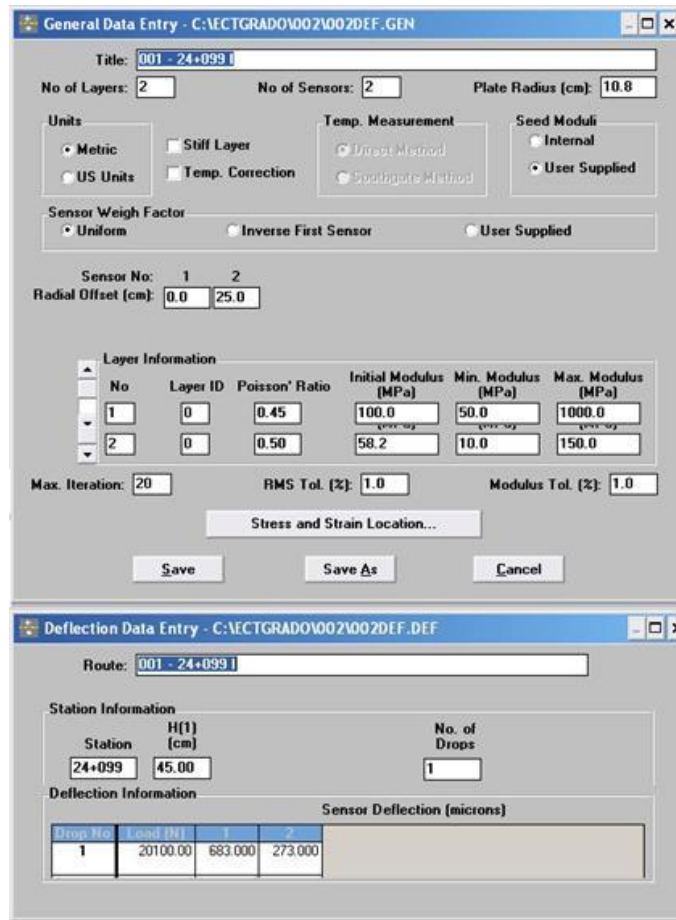 General Data Entry - C:\ECTGRADO\002\002DEF.GEN
Title: 001 - 24+099 I
No of Layers: 2 No of Sensors: 2 Plate Radius (cm): 10.8
Units Temp. Measurement Seed Moduli
Metric Stiff Layer Direct Method Internal
US Units Temp. Correction Southgate Method User Supplied
Sensor Weigh Factor
Uniform Inverse First Sensor User Supplied
Sensor No: 1 2
Radial Offset (cm): 0.0 25.0
Layer Information
No Layer ID Poisson' Ratio Initial Modulus (MPa) Min. Modulus (MPa) Max. Modulus (MPa)
1 0 0.45 100.0 50.0 1000.0
2 0 0.50 58.2 10.0 150.0
Max. Iteration: 20 RMS Tol. (%): 1.0 Modulus Tol. (%): 1.0
Stress and Strain Location...
Save Save As Cancel
Deflection Data Entry - C:\ECTGRADO\002\002DEF.DEF
Route: 001 - 24+099 I
Station Information
Station H(1) (cm) No. of Drops
24+099 45.00 1
Deflection Information
Sensor Deflection (microns)
Drop No Load (N) 1 2
1 20100.00 683.000 273.000